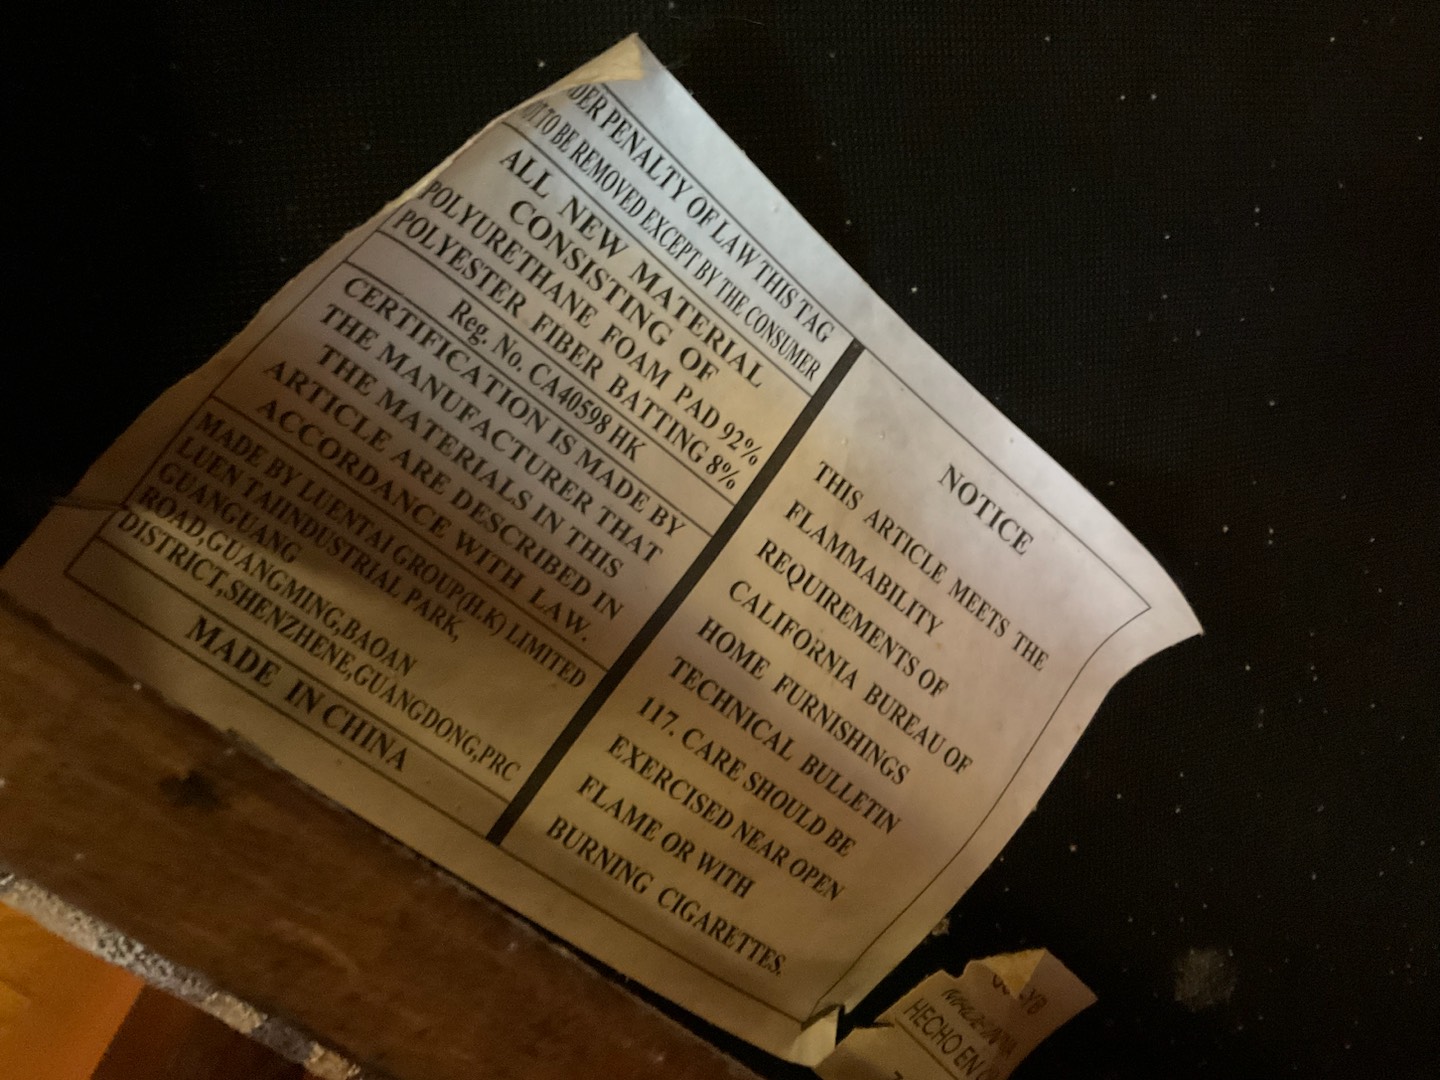 DER PENALTY OF LAW THIS TAG
TO BE REMOVED EXCEPT BY THE CONSUMER
ALL NEW MATERIAL
CONSISTING OF
POLYURETHANE FOAM PAD 92%
POLYESTER FIBER BATTING 8%
Reg. No. CA40598 HK
CERTIFICATION IS MADE BY
THE MANUFACTURER THAT
THE MATERIALS IN THIS
ARTICLE ARE DESCRIBED IN
ACCORDANCE WITH LAW.
MADE BY LUENTAI GROUP(H.K) LIMITED
LUEN TAIINDUSTRIAL PARK,
GUANGUANG
ROAD,GUANGMING,BAOAN
DISTRICT,SHENZHENE,GUANGDONG,PRC
MADE IN CHINA
NOTICE
THIS ARTICLE MEETS THE
FLAMMABILITY
REQUIREMENTS OF
CALIFORNIA BUREAU OF
HOME FURNISHINGS
TECHNICAL BULLETIN
117. CARE SHOULD BE
EXERCISED NEAR OPEN
FLAME OR WITH
BURNING CIGARETTES.
HECHO EN